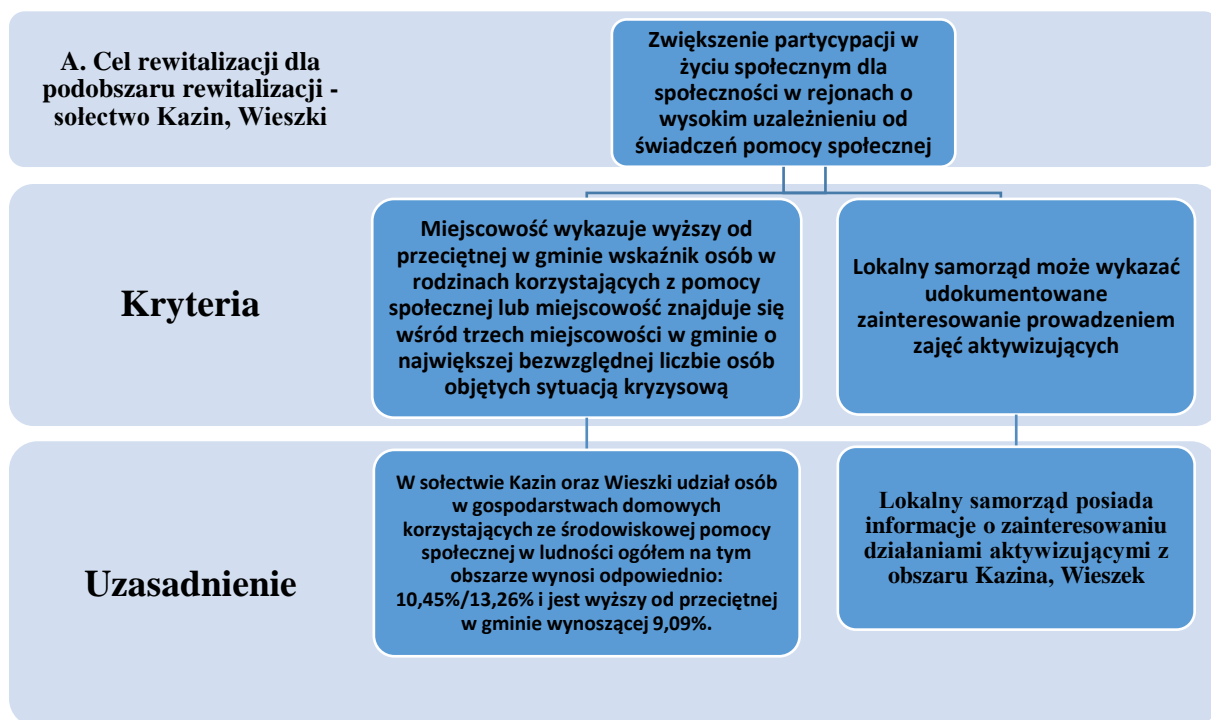 A. Cel rewitalizacji dla
podobszaru rewitalizacji -
sołectwo Kazin, Wieszki
Zwiększenie partycypacji w
życiu społecznym dla
społeczności w rejonach o
wysokim uzależnieniu od
świadczeń pomocy społecznej
Kryteria
Miejscowość wykazuje wyższy od
przeciętnej w gminie wskaźnik osób w
rodzinach korzystających z pomocy
społecznej lub miejscowość znajduje się
wśród trzech miejscowości w gminie o
największej bezwzględnej liczbie osób
objętych sytuacją kryzysową
Lokalny samorząd może wykazać
udokumentowane
zainteresowanie prowadzeniem
zajęć aktywizujących
Uzasadnienie
W sołectwie Kazin oraz Wieszki udział osób
w gospodarstwach domowych
korzystających ze środowiskowej pomocy
społecznej w ludności ogółem na tym
obszarze wynosi odpowiednio:
10,45%/13,26% i jest wyższy od przeciętnej
w gminie wynoszącej 9,09%.
Lokalny samorząd posiada
informacje o zainteresowaniu
działaniami aktywizującymi z
obszaru Kazina, Wieszek